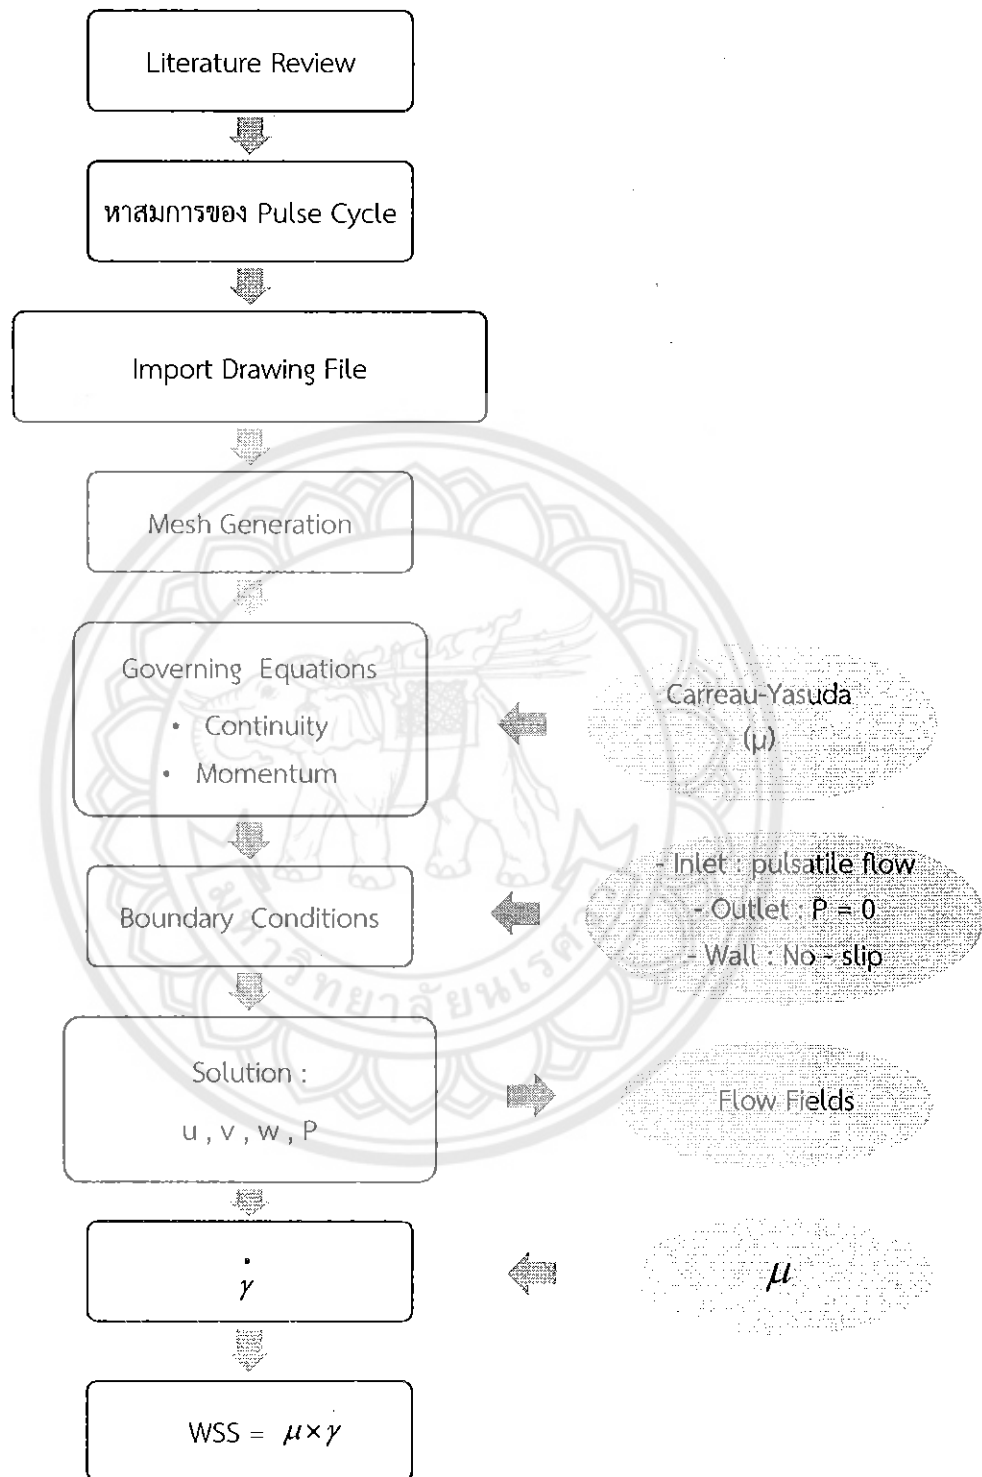 Literature Review
หาสมการของ Pulse Cycle
Import Drawing File
Mesh Generation
Governing Equations
• Continuity
• Momentum
Carreau-Yasuda
(μ)
Boundary Conditions
- Inlet : pulsatile flow
- Outlet : P = 0
- Wall : No - slip
Solution :
u , v , w , P
Flow Fields
γ̇
μ
WSS = μ×γ̇